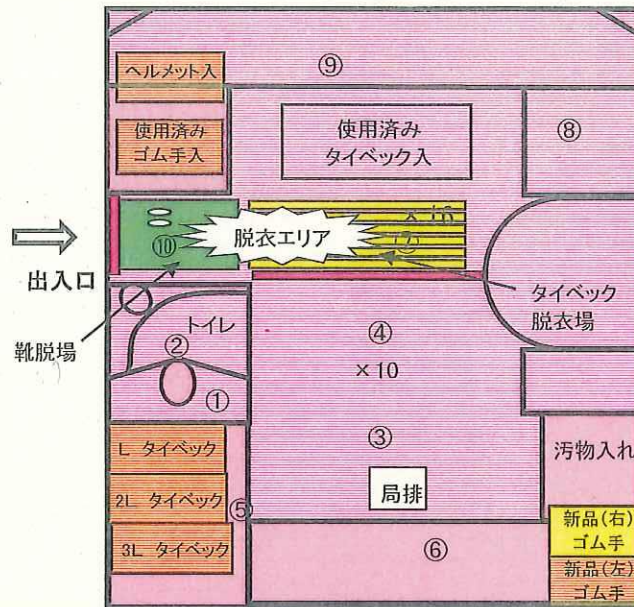 ⑨
ヘルメット入
使用済み
ゴム手入
使用済み
タイベック入
⑧
×16
⑦
⑩
脱衣エリア
出入口
靴脱場
タイベック
脱衣場
トイレ
②
①
④
×10
③
局排
L タイベック
2L タイベック
3L タイベック
⑤
⑥
汚物入れ
新品(右)
ゴム手
新品(左)
ゴム手